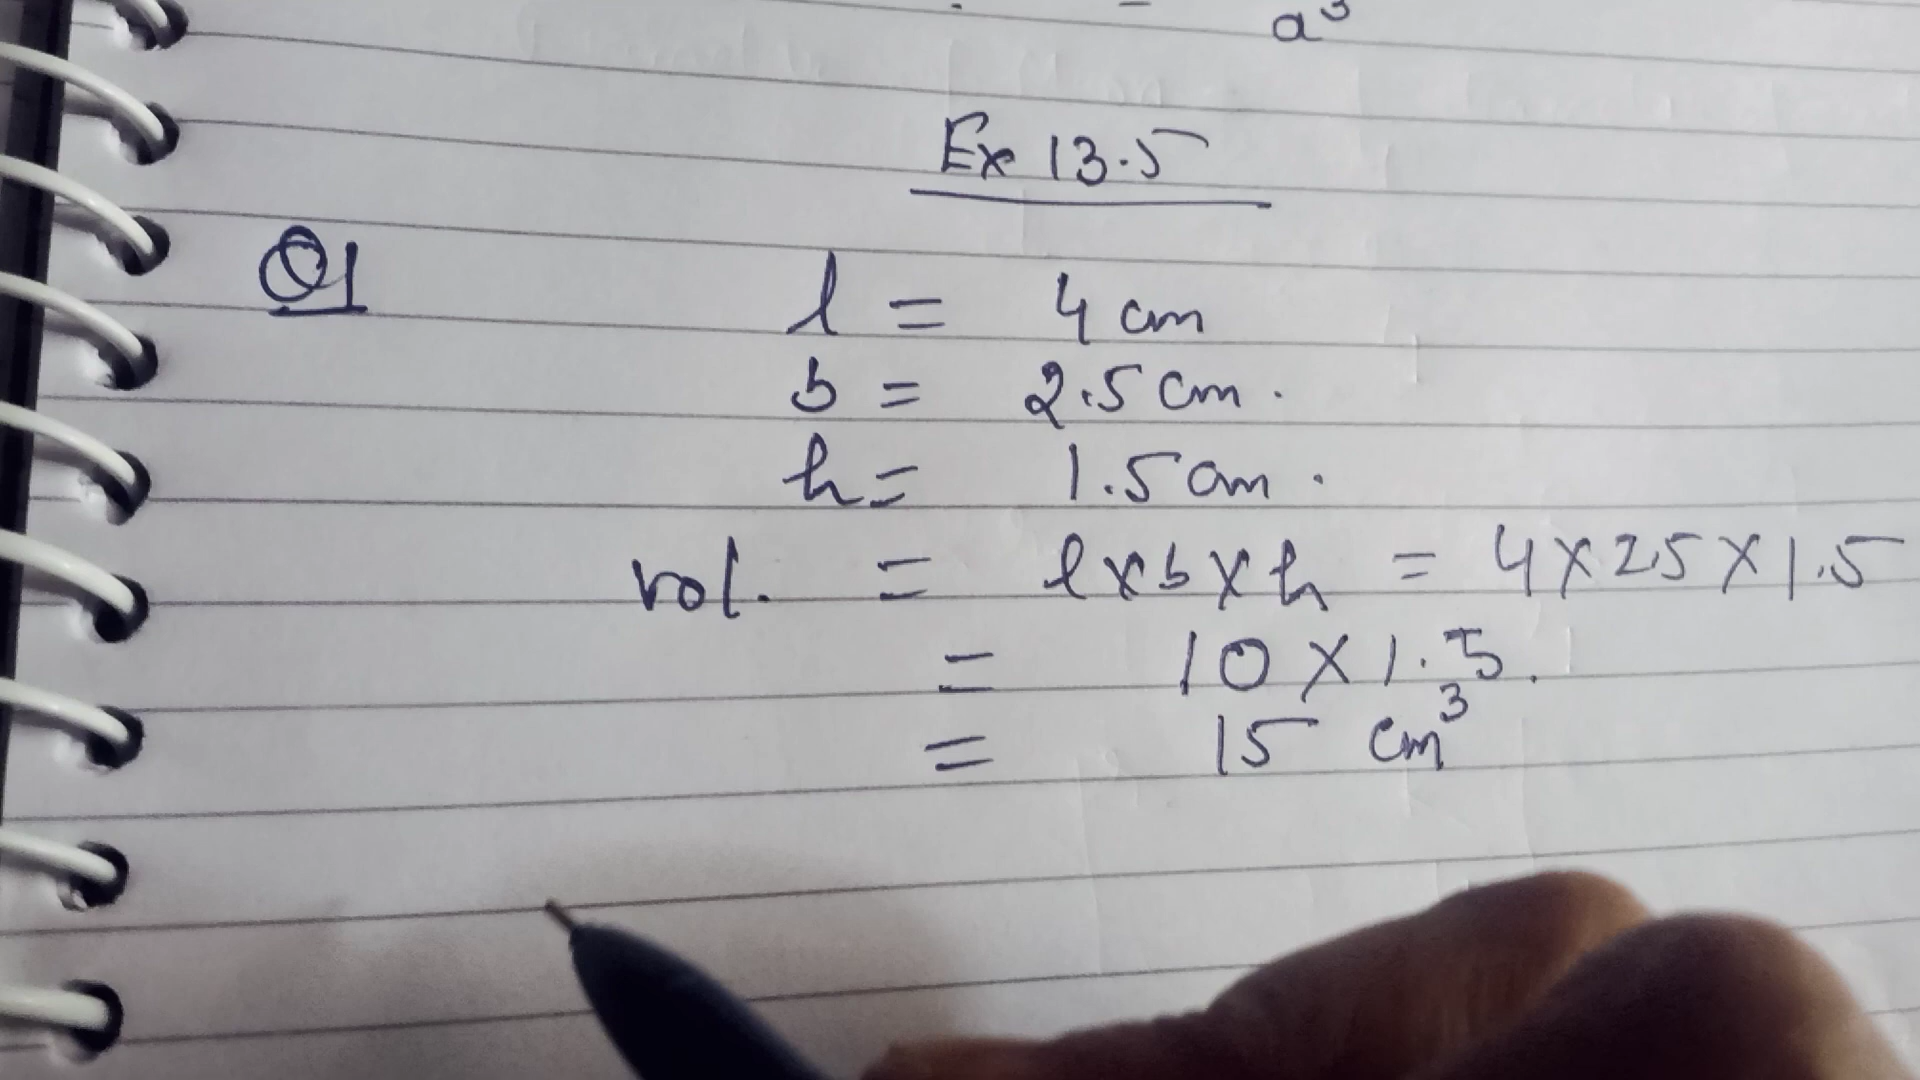 a³
Ex 13.5
Q1
l = 4 cm
b = 2.5 cm.
h = 1.5 cm.
vol. = l x b x h = 4 x 2.5 x 1.5
= 10 x 1.5.
= 15 cm³